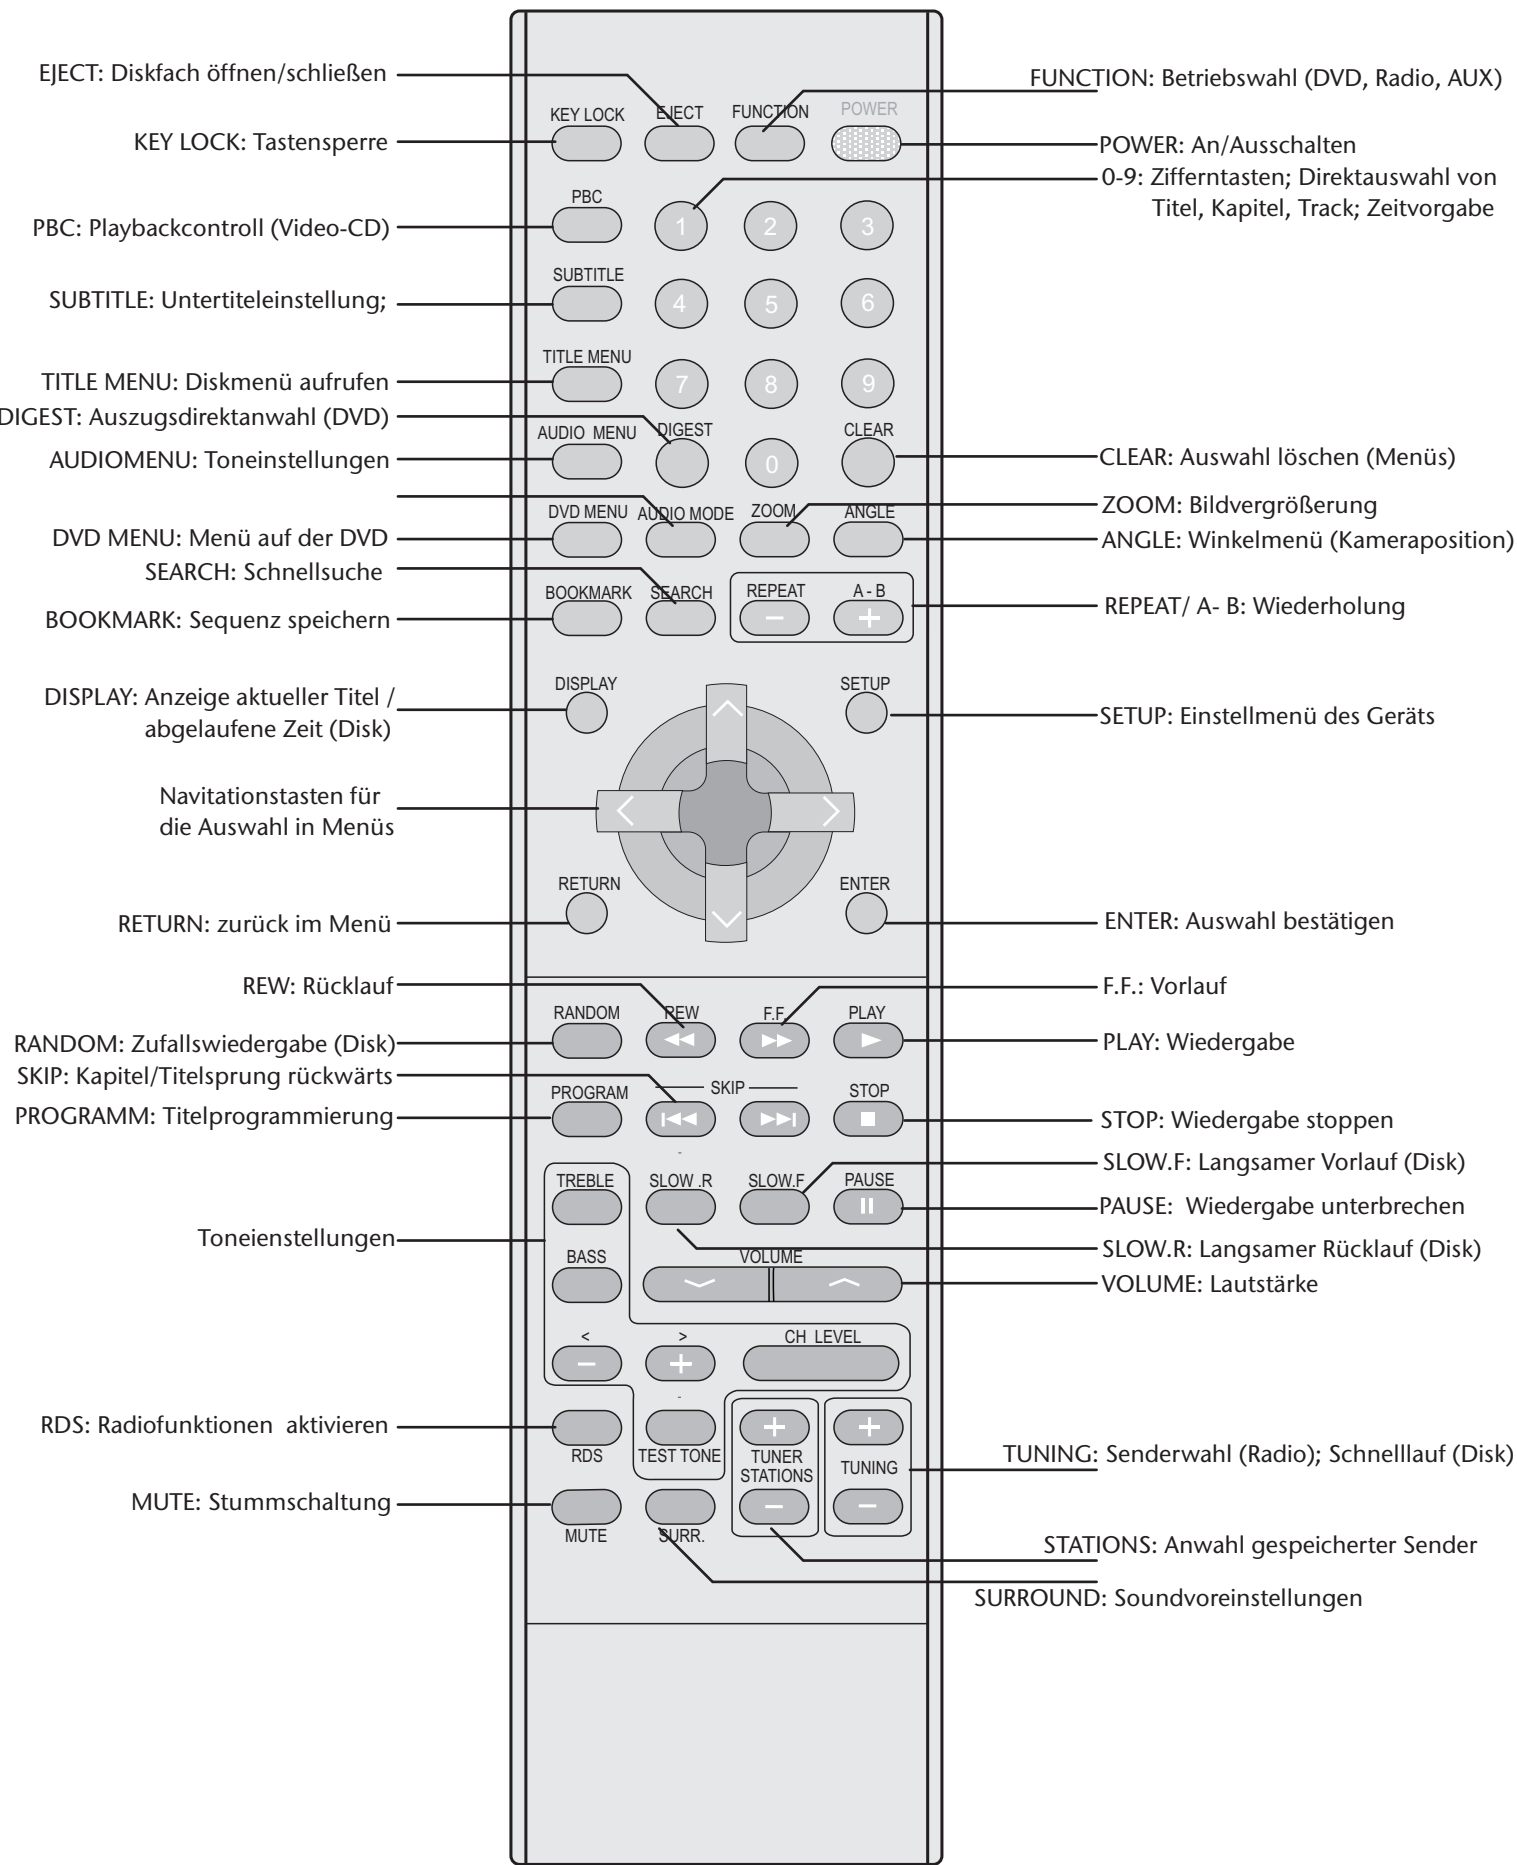 EJECT: Diskfach öffnen/schließen
FUNCTION: Betriebswahl (DVD, Radio, AUX)
KEY LOCK
EJECT
FUNCTION
POWER
KEY LOCK: Tastensperre
POWER: An/Ausschalten
0-9: Zifferntasten; Direktauswahl von
Titel, Kapitel, Track; Zeitvorgabe
PBC
1
2
3
PBC: Playbackcontroll (Video-CD)
SUBTITLE
4
5
6
SUBTITLE: Untertiteleinstellung;
TITLE MENU
7
8
9
TITLE MENU: Diskmenü aufrufen
DIGEST: Auszugsdirektanwahl (DVD)
AUDIO MENU
DIGEST
0
CLEAR
AUDIOMENU: Toneinstellungen
CLEAR: Auswahl löschen (Menüs)
DVD MENU
AUDIO MODE
ZOOM
ANGLE
ZOOM: Bildvergrößerung
DVD MENU: Menü auf der DVD
ANGLE: Winkelmenü (Kameraposition)
SEARCH: Schnellsuche
BOOKMARK
SEARCH
REPEAT
A - B
−
+
BOOKMARK: Sequenz speichern
REPEAT/ A- B: Wiederholung
DISPLAY
SETUP
DISPLAY: Anzeige aktueller Titel /
abgelaufene Zeit (Disk)
SETUP: Einstellmenü des Geräts
Navitationstasten für
die Auswahl in Menüs
RETURN
ENTER
RETURN: zurück im Menü
ENTER: Auswahl bestätigen
REW: Rücklauf
F.F.: Vorlauf
RANDOM
REW
F.F.
PLAY
RANDOM: Zufallswiedergabe (Disk)
PLAY: Wiedergabe
SKIP: Kapitel/Titelsprung rückwärts
PROGRAM
SKIP
STOP
PROGRAMM: Titelprogrammierung
STOP: Wiedergabe stoppen
-
SLOW.F: Langsamer Vorlauf (Disk)
TREBLE
SLOW .R
SLOW.F
PAUSE
PAUSE: Wiedergabe unterbrechen
Toneienstellungen
SLOW.R: Langsamer Rücklauf (Disk)
BASS
VOLUME
VOLUME: Lautstärke
<
>
CH LEVEL
−
+
-
RDS: Radiofunktionen aktivieren
+
+
RDS
TEST TONE
TUNER
STATIONS
TUNING
TUNING: Senderwahl (Radio); Schnelllauf (Disk)
MUTE: Stummschaltung
−
−
MUTE
SURR.
STATIONS: Anwahl gespeicherter Sender
SURROUND: Soundvoreinstellungen